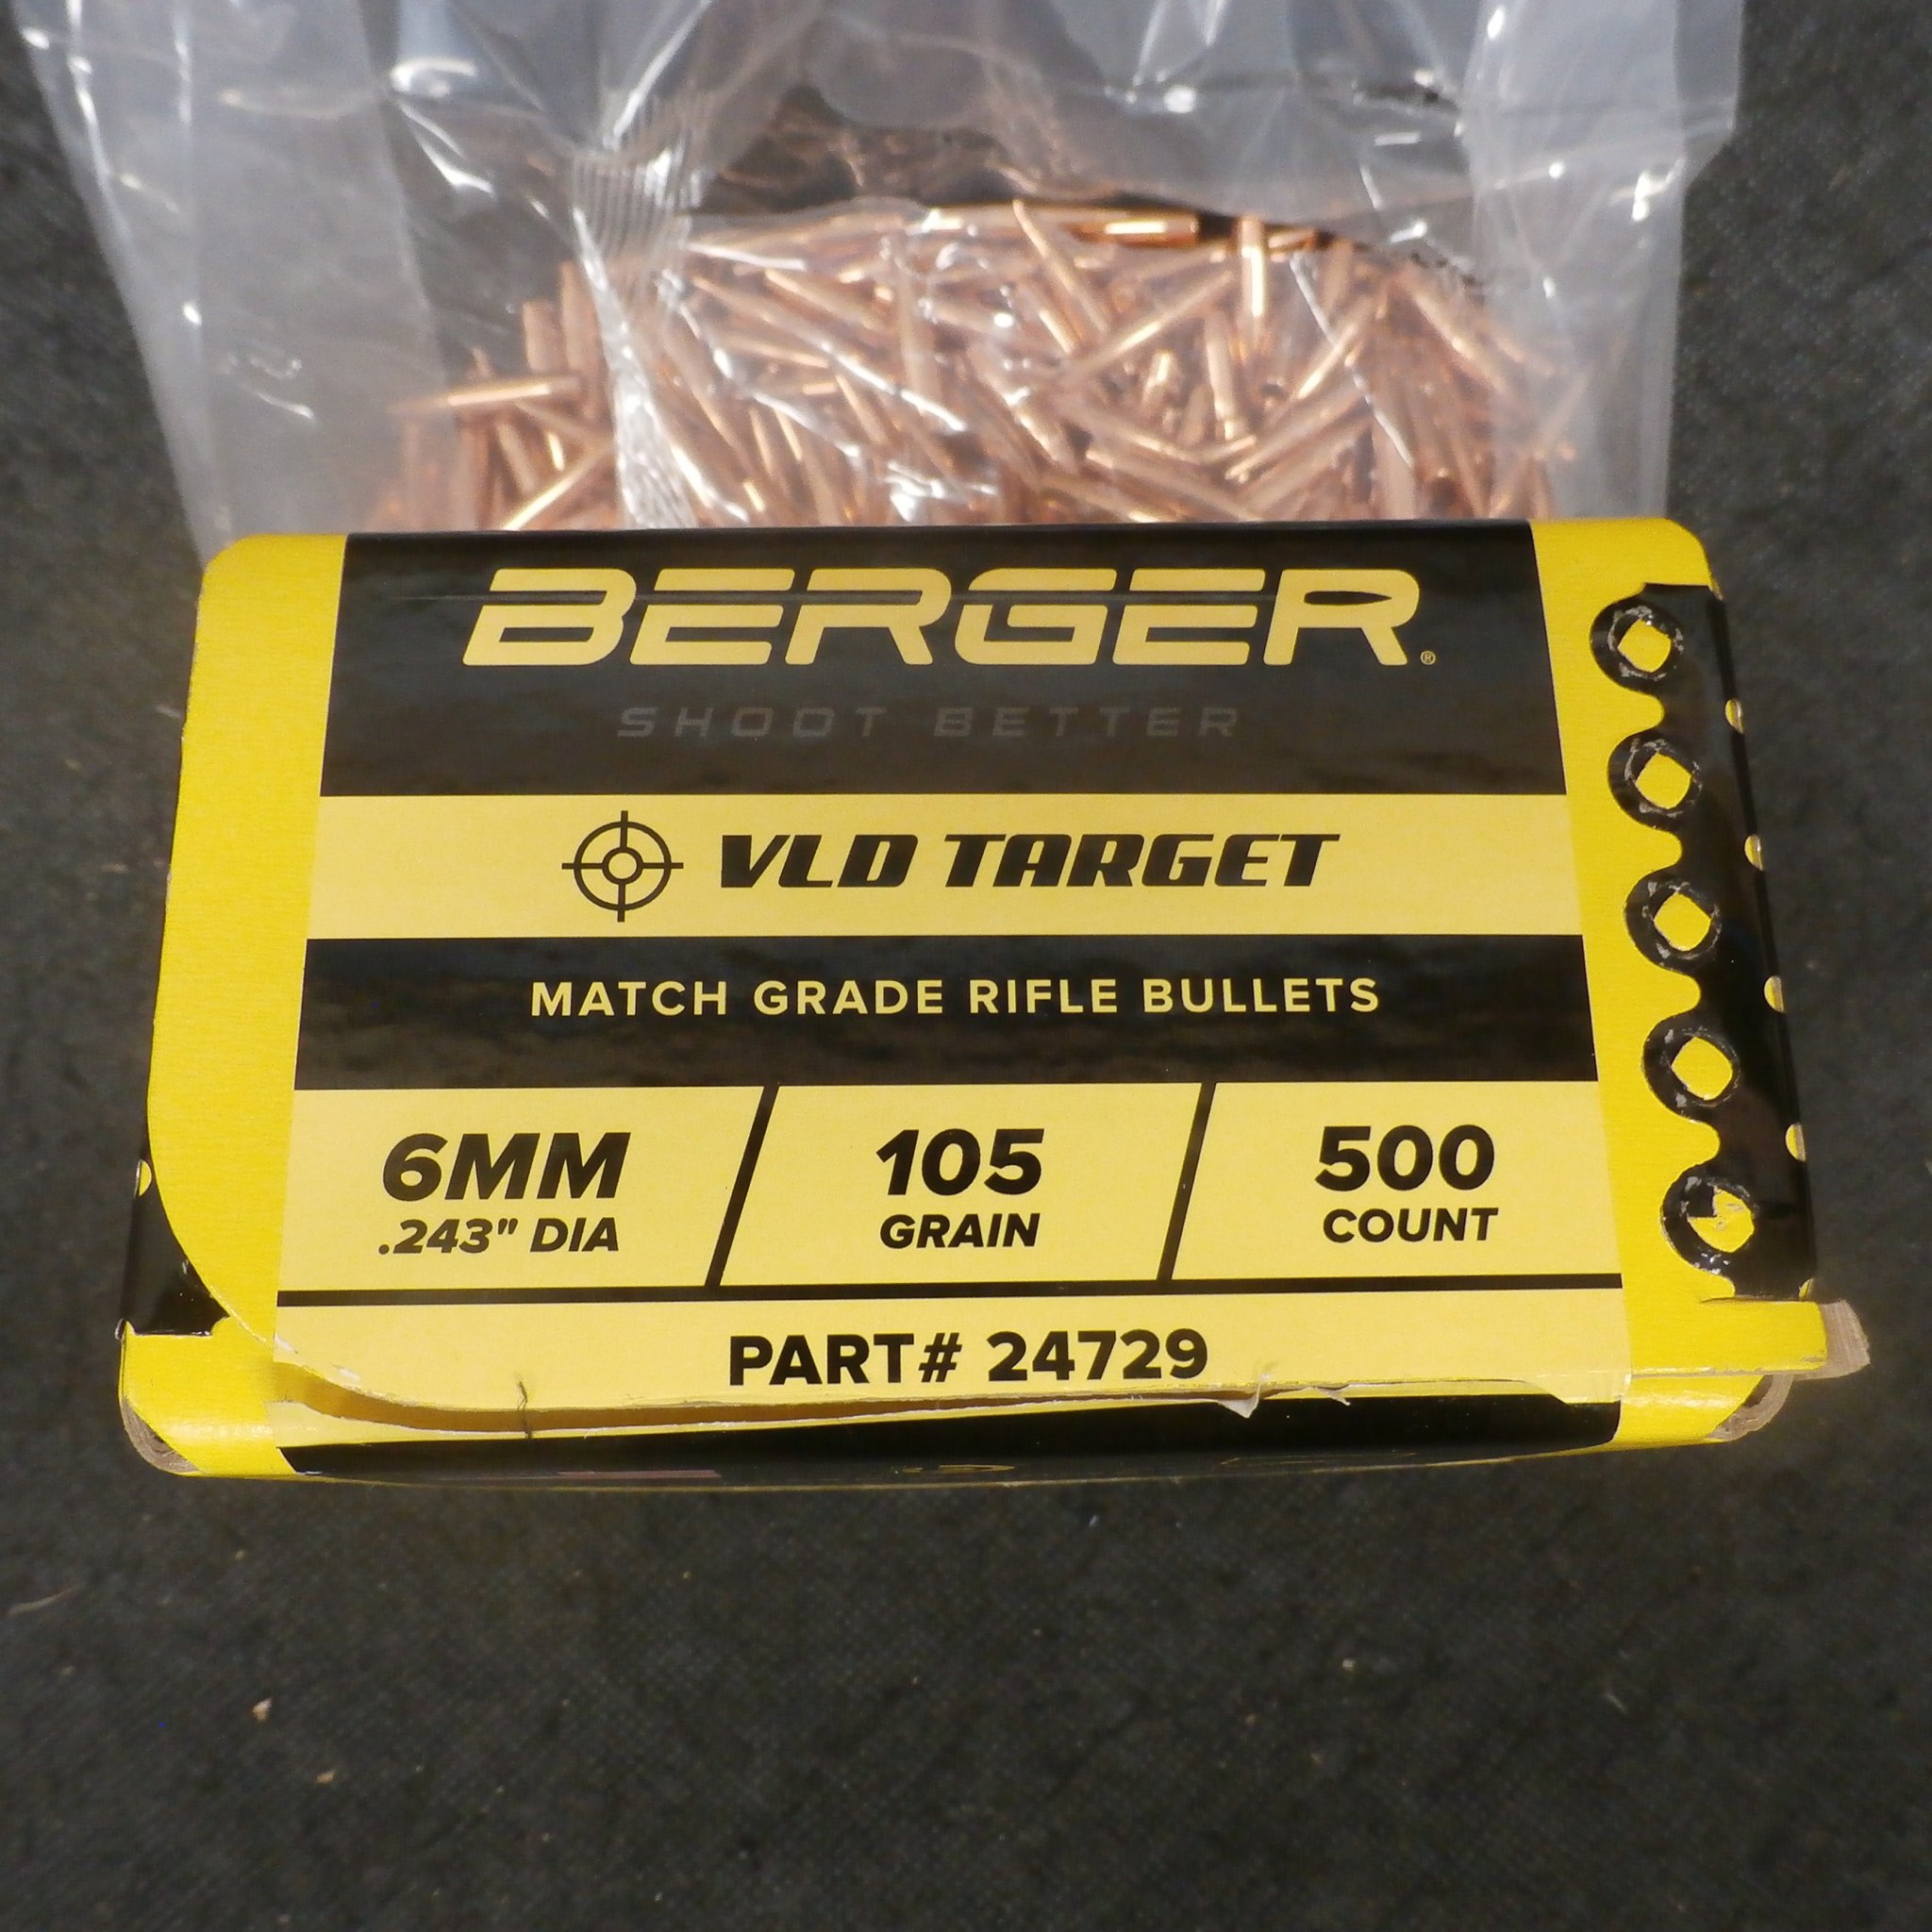 BERGER®
SHOOT BETTER
VLD TARGET
MATCH GRADE RIFLE BULLETS
6MM
.243" DIA
105
GRAIN
500
COUNT
PART# 24729